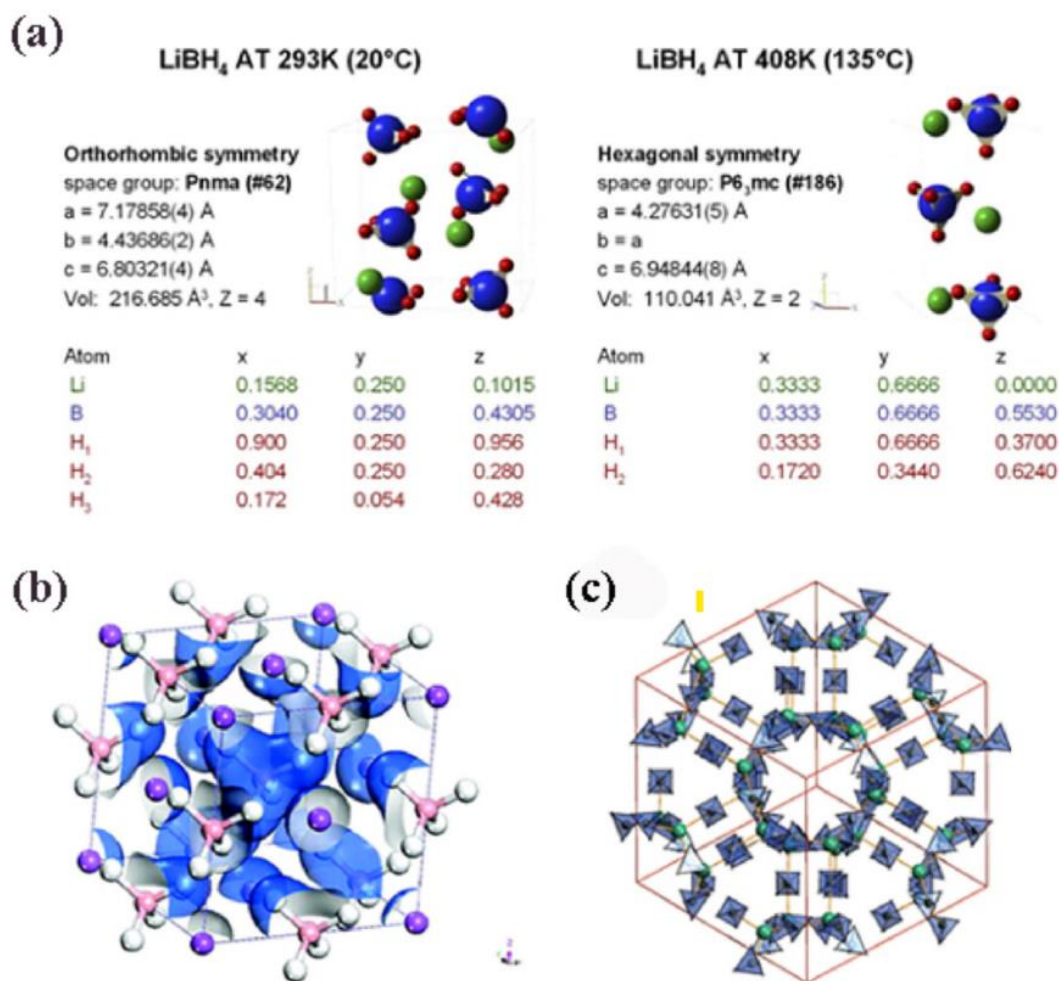 (a)
LiBH₄ AT 293K (20°C)
Orthorhombic symmetry
space group: Pnma (#62)
a = 7.17858(4) Å
b = 4.43686(2) Å
c = 6.80321(4) Å
Vol: 216.685 Å³, Z = 4
Atom x y z
Li 0.1568 0.250 0.1015
B 0.3040 0.250 0.4305
H₁ 0.900 0.250 0.956
H₂ 0.404 0.250 0.280
H₃ 0.172 0.054 0.428
LiBH₄ AT 408K (135°C)
Hexagonal symmetry
space group: P6₃mc (#186)
a = 4.27631(5) Å
b = a
c = 6.94844(8) Å
Vol: 110.041 Å³, Z = 2
Atom x y z
Li 0.3333 0.6666 0.0000
B 0.3333 0.6666 0.5530
H₁ 0.3333 0.6666 0.3700
H₂ 0.1720 0.3440 0.6240
(b)
(c)